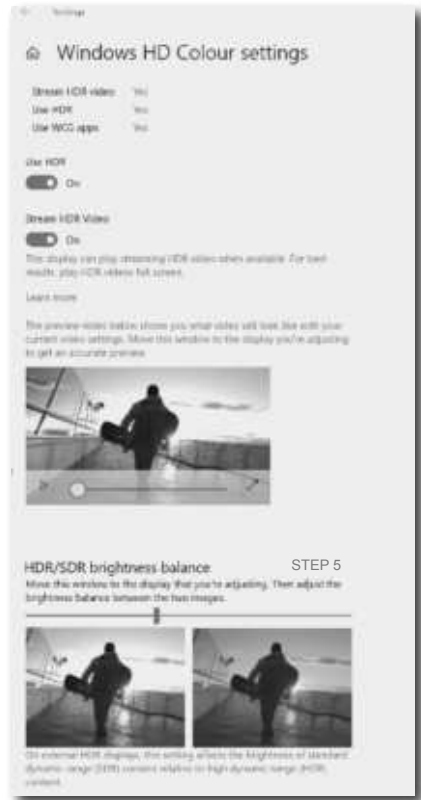 Settings
Windows HD Colour settings
Stream HDR video Yes
Use HDR Yes
Use WCG apps Yes
Use HDR
On
Stream HDR Video
On
This display can play streaming HDR video when available. For best
results, play HDR videos full screen.
Learn more
The preview video below shows you what video will look like with your
current video settings. Move this window to the display you're adjusting
to get an accurate preview.
HDR/SDR brightness balance
STEP 5
Move this window to the display that you're adjusting. Then adjust the
brightness balance between the two images.
On external HDR displays, this setting affects the brightness of standard
dynamic range (SDR) content relative to high dynamic range (HDR)
content.